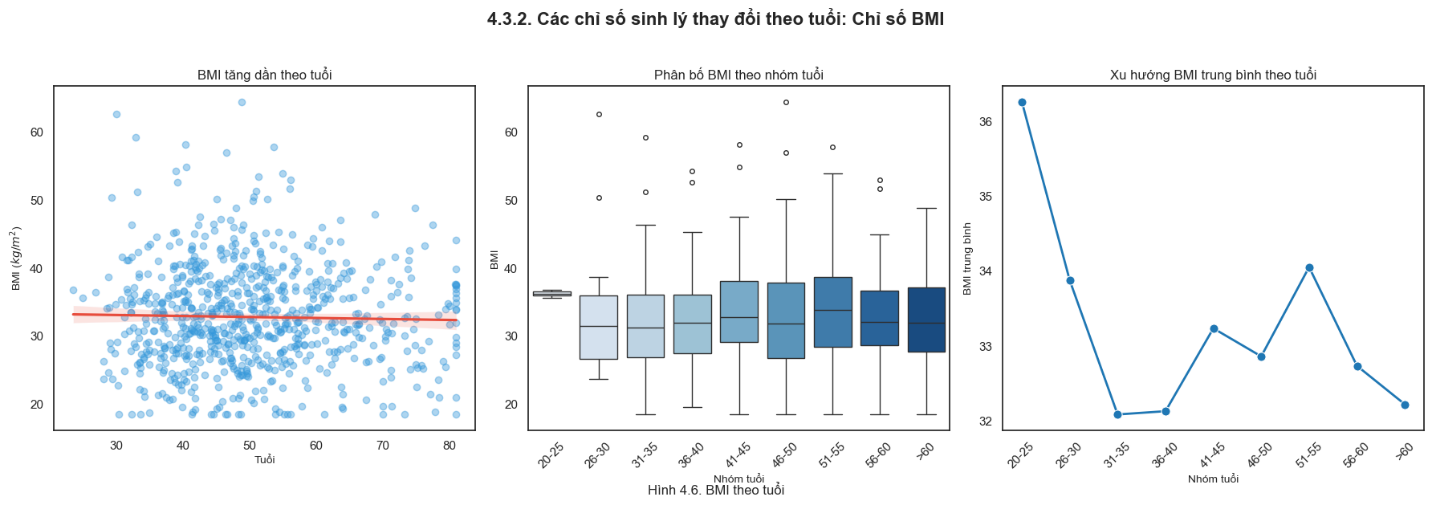 4.3.2. Các chỉ số sinh lý thay đổi theo tuổi: Chỉ số BMI
BMI tăng dần theo tuổi
BMI (kg/m²)
60
50
40
30
20
30 40 50 60 70 80
Tuổi
Phân bố BMI theo nhóm tuổi
BMI
60
50
40
30
20
20-25 26-30 31-35 36-40 41-45 46-50 51-55 56-60 >60
Nhóm tuổi
Xu hướng BMI trung bình theo tuổi
BMI trung bình
36
35
34
33
32
20-25 26-30 31-35 36-40 41-45 46-50 51-55 56-60 >60
Nhóm tuổi
Hình 4.6. BMI theo tuổi